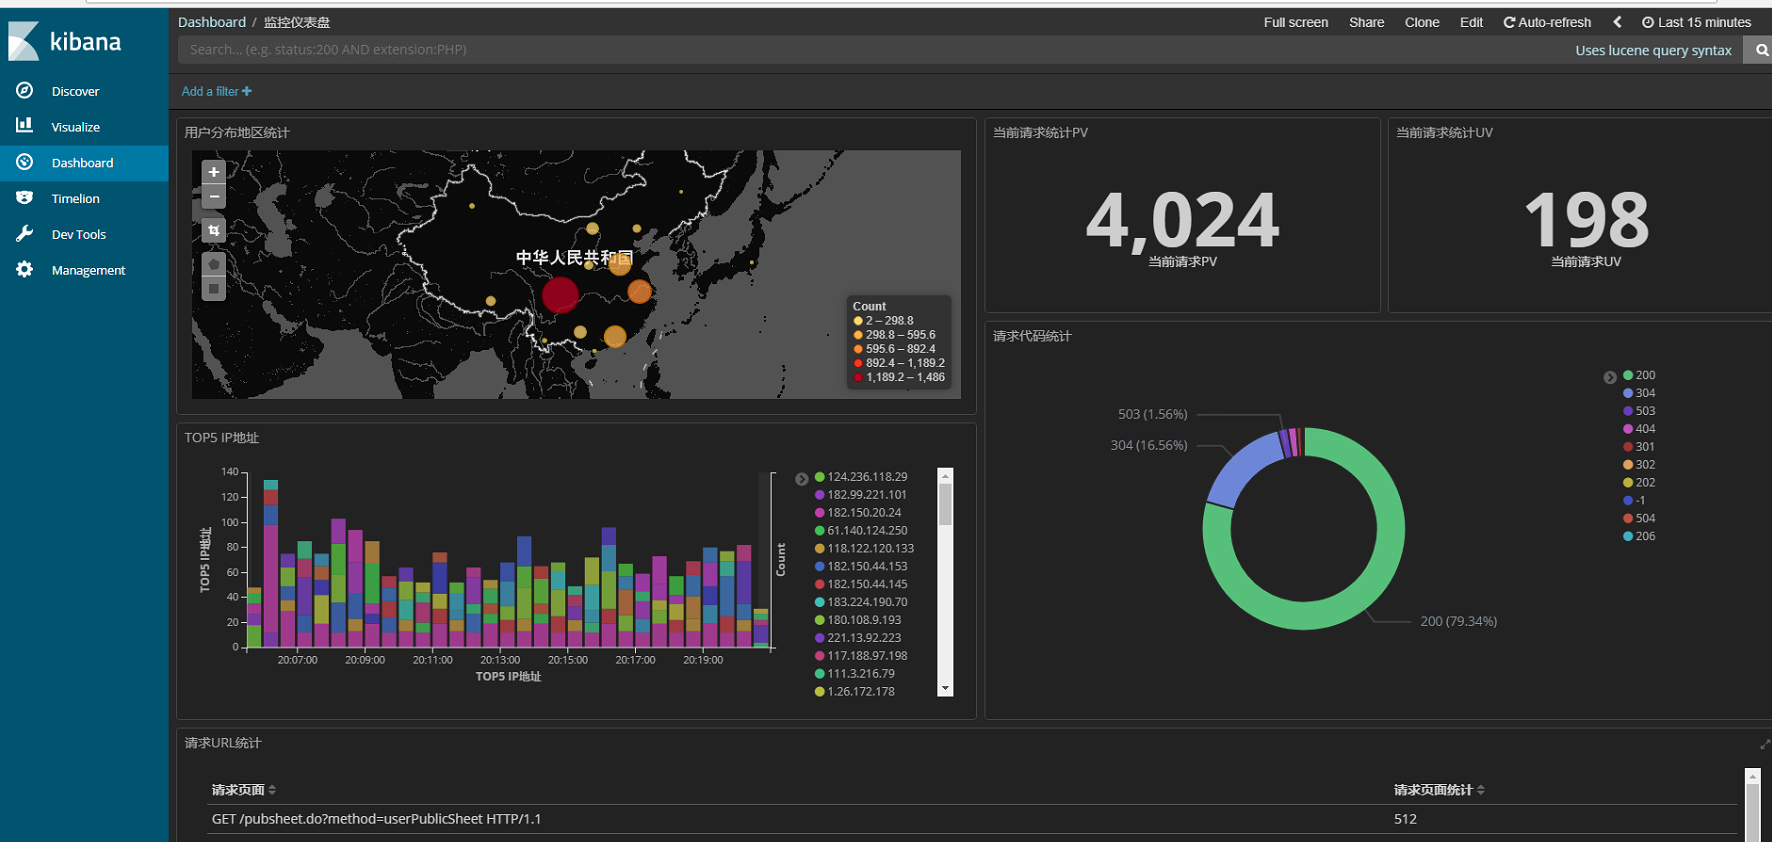 Dashboard / 监控仪表盘
Full screen Share Clone Edit Auto-refresh Last 15 minutes
kibana
Search... (e.g. status:200 AND extension:PHP)
Uses lucene query syntax
Add a filter +
Discover
Visualize
Dashboard
Timelion
Dev Tools
Management
用户分布地区统计
+
−
中华人民共和国
Count
2 – 298.8
298.8 – 595.6
595.6 – 892.4
892.4 – 1,189.2
1,189.2 – 1,486
当前请求统计PV
4,024
当前请求PV
当前请求统计UV
198
当前请求UV
TOP5 IP地址
TOP5 IP地址
140
120
100
80
60
40
20
0
20:07:00 20:09:00 20:11:00 20:13:00 20:15:00 20:17:00 20:19:00
TOP5 IP地址
Count
124.236.118.29
182.99.221.101
182.150.20.24
61.140.124.250
118.122.120.133
182.150.44.153
182.150.44.145
183.224.190.70
180.108.9.193
221.13.92.223
117.188.97.198
111.3.216.79
1.26.172.178
请求代码统计
503 (1.56%)
304 (16.56%)
200 (79.34%)
200
304
503
404
301
302
202
-1
504
206
请求URL统计
请求页面 请求页面统计
GET /pubsheet.do?method=userPublicSheet HTTP/1.1 512